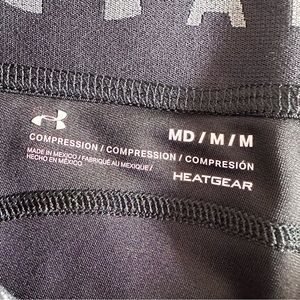 MD / M / M
COMPRESSION / COMPRESSION / COMPRESIÓN
MADE IN MEXICO / FABRIQUÉ AU MEXIQUE /
HECHO EN MÉXICO
HEATGEAR